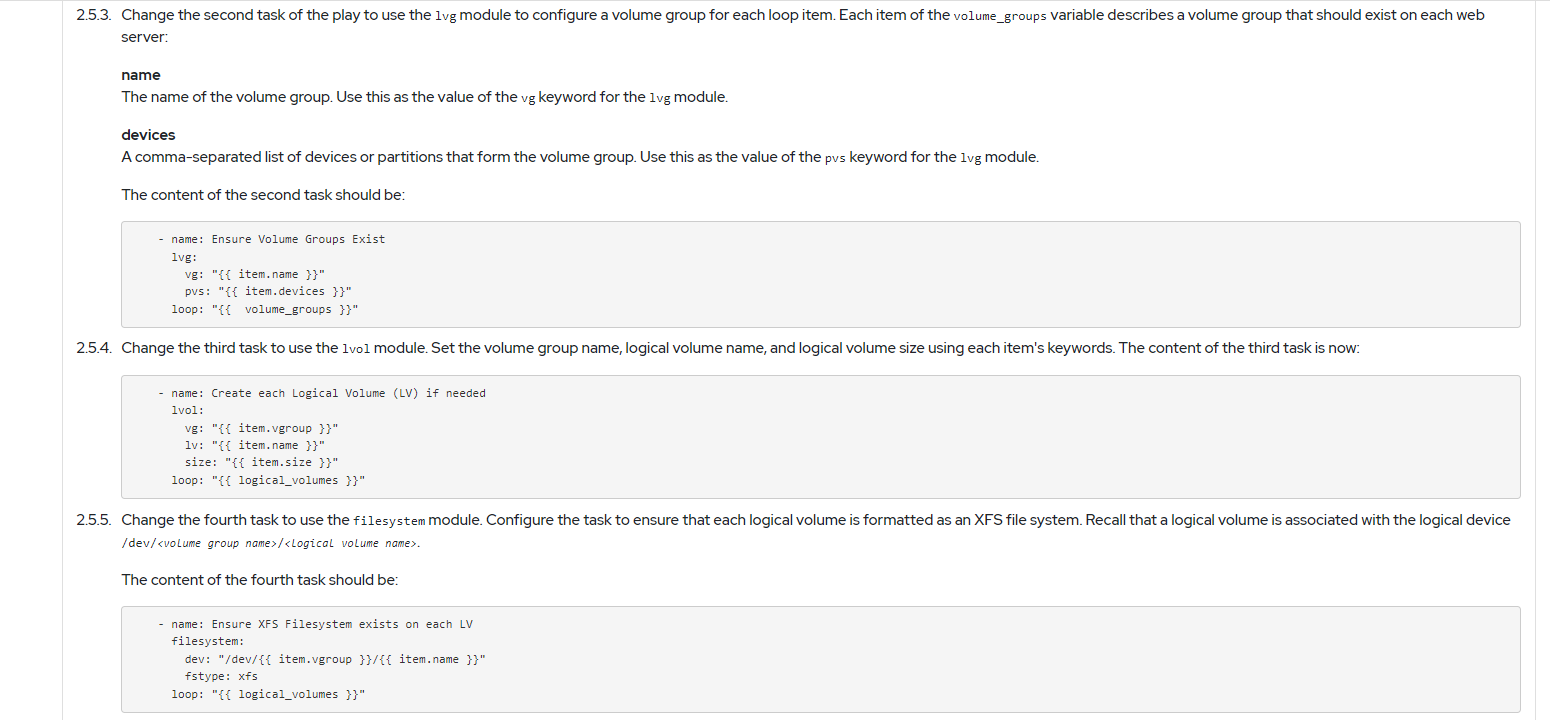 2.5.3. Change the second task of the play to use the lvg module to configure a volume group for each loop item. Each item of the volume_groups variable describes a volume group that should exist on each web
server:
name
The name of the volume group. Use this as the value of the vg keyword for the lvg module.
devices
A comma-separated list of devices or partitions that form the volume group. Use this as the value of the pvs keyword for the lvg module.
The content of the second task should be:
- name: Ensure Volume Groups Exist
lvg:
vg: "{{ item.name }}"
pvs: "{{ item.devices }}"
loop: "{{  volume_groups }}"
2.5.4. Change the third task to use the lvol module. Set the volume group name, logical volume name, and logical volume size using each item's keywords. The content of the third task is now:
- name: Create each Logical Volume (LV) if needed
lvol:
vg: "{{ item.vgroup }}"
lv: "{{ item.name }}"
size: "{{ item.size }}"
loop: "{{ logical_volumes }}"
2.5.5. Change the fourth task to use the filesystem module. Configure the task to ensure that each logical volume is formatted as an XFS file system. Recall that a logical volume is associated with the logical device
/dev/<volume group name>/<logical volume name>.
The content of the fourth task should be:
- name: Ensure XFS Filesystem exists on each LV
filesystem:
dev: "/dev/{{ item.vgroup }}/{{ item.name }}"
fstype: xfs
loop: "{{ logical_volumes }}"